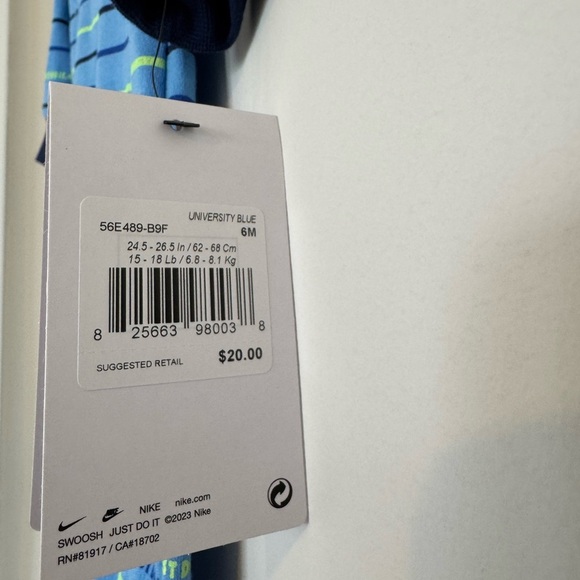 UNIVERSITY BLUE
56E489-B9F 6M
24.5 - 26.5 In / 62 - 68 Cm
15 - 18 Lb / 6.8 - 8.1 Kg
8 25663 98003 8
SUGGESTED RETAIL $20.00
NIKE nike.com
SWOOSH JUST DO IT ©2023 Nike
RN#81917 / CA#18702